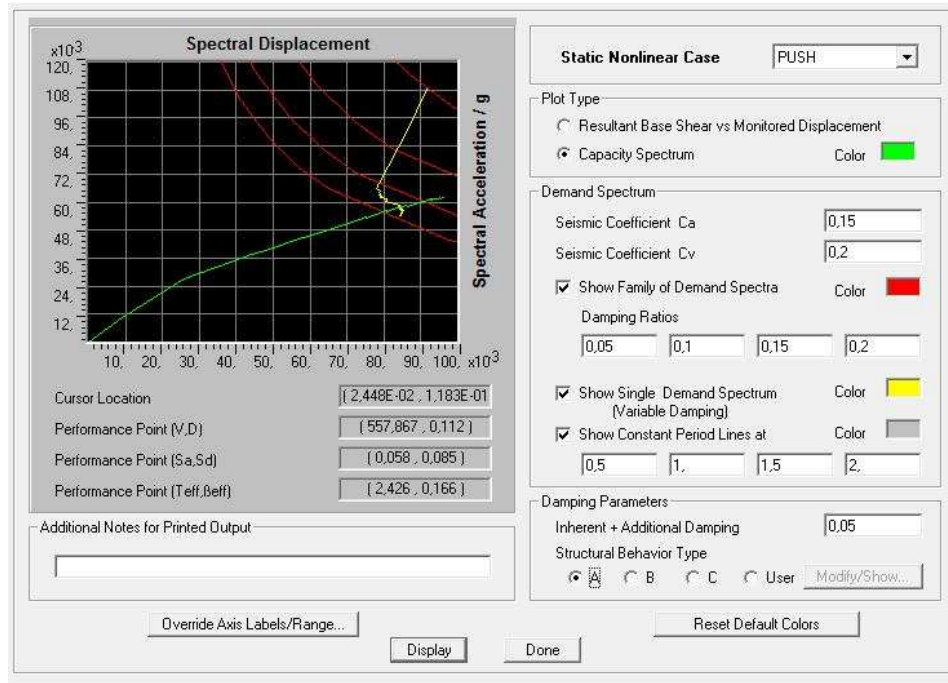 Spectral Displacement
x10³
120,
108,
96,
84,
72,
60,
48,
36,
24,
12,
Spectral Acceleration / g
10, 20, 30, 40, 50, 60, 70, 80, 90, 100, x10³
Cursor Location ( 2,448E-02 , 1,183E-01
Performance Point (V,D) ( 557,867 , 0,112 )
Performance Point (Sa,Sd) ( 0,058 , 0,085 )
Performance Point (Teff,ßeff) ( 2,426 , 0,166 )
Additional Notes for Printed Output
Static Nonlinear Case PUSH
Plot Type
Resultant Base Shear vs Monitored Displacement
Capacity Spectrum Color
Demand Spectrum
Seismic Coefficient Ca 0,15
Seismic Coefficient Cv 0,2
Show Family of Demand Spectra Color
Damping Ratios
0,05 0,1 0,15 0,2
Show Single Demand Spectrum Color
(Variable Damping)
Show Constant Period Lines at Color
0,5 1, 1,5 2,
Damping Parameters
Inherent + Additional Damping 0,05
Structural Behavior Type
A B C User Modify/Show...
Override Axis Labels/Range... Reset Default Colors
Display Done